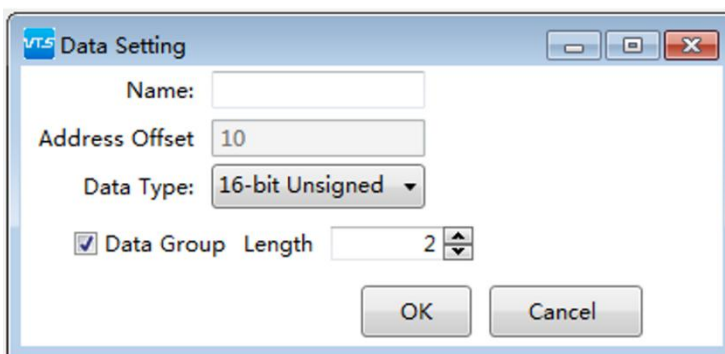 VTS Data Setting
Name:
Address Offset 10
Data Type: 16-bit Unsigned
Data Group Length 2
OK Cancel